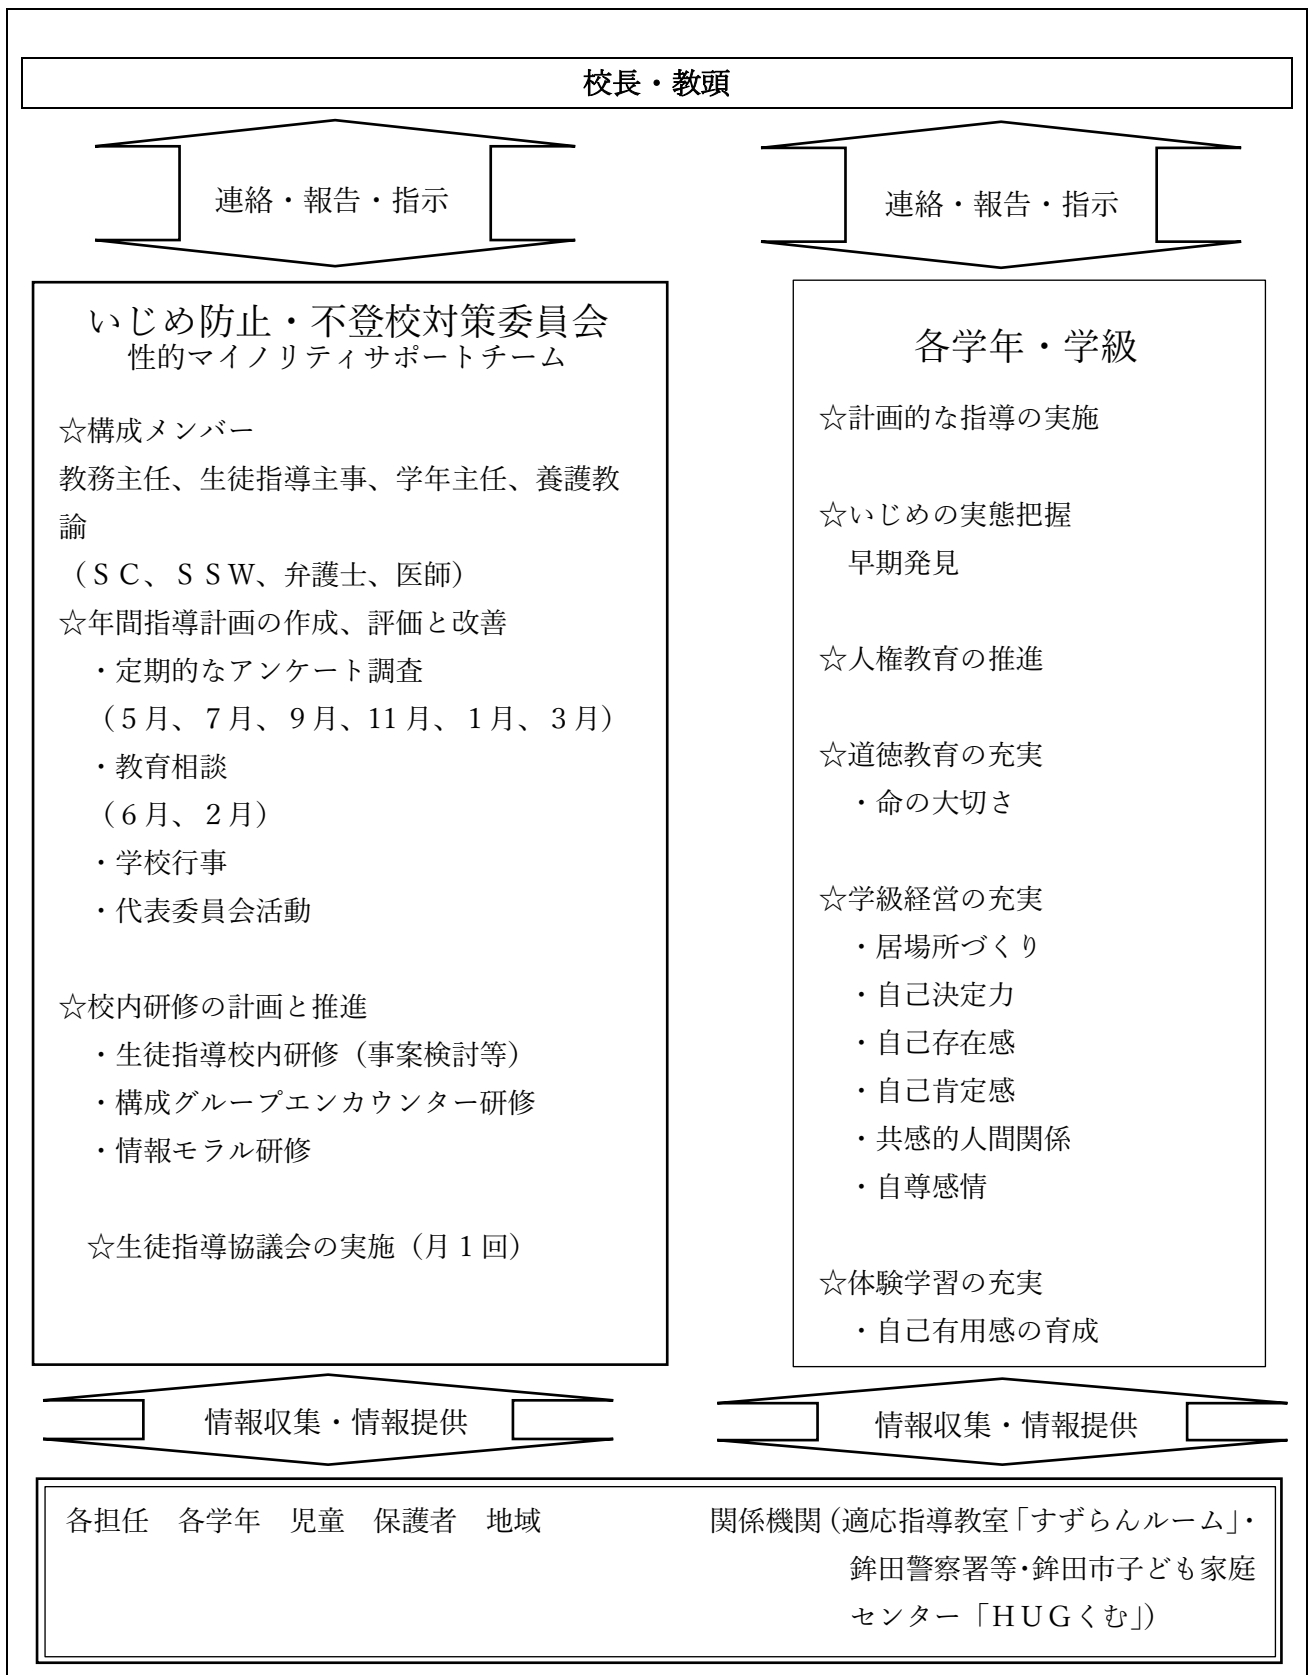 校長・教頭
連絡・報告・指示
連絡・報告・指示
いじめ防止・不登校対策委員会
性的マイノリティサポートチーム
☆構成メンバー
教務主任、生徒指導主事、学年主任、養護教
諭
（ＳＣ、ＳＳＷ、弁護士、医師）
☆年間指導計画の作成、評価と改善
・定期的なアンケート調査
（５月、７月、９月、11月、１月、３月）
・教育相談
（６月、２月）
・学校行事
・代表委員会活動
☆校内研修の計画と推進
・生徒指導校内研修（事案検討等）
・構成グループエンカウンター研修
・情報モラル研修
☆生徒指導協議会の実施（月１回）
各学年・学級
☆計画的な指導の実施
☆いじめの実態把握
早期発見
☆人権教育の推進
☆道徳教育の充実
・命の大切さ
☆学級経営の充実
・居場所づくり
・自己決定力
・自己存在感
・自己肯定感
・共感的人間関係
・自尊感情
☆体験学習の充実
・自己有用感の育成
情報収集・情報提供
情報収集・情報提供
各担任　各学年　児童　保護者　地域
関係機関（適応指導教室「すずらんルーム」・
鉾田警察署等・鉾田市子ども家庭
センター「ＨＵＧくむ」）